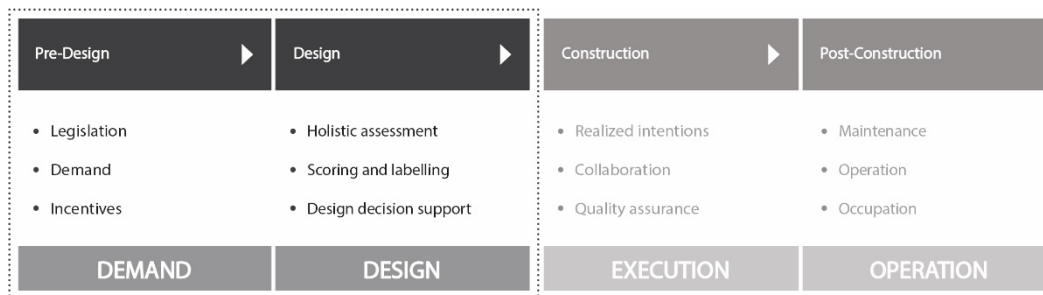 Pre-Design
Design
Construction
Post-Construction
• Legislation
• Demand
• Incentives
• Holistic assessment
• Scoring and labelling
• Design decision support
• Realized intentions
• Collaboration
• Quality assurance
• Maintenance
• Operation
• Occupation
DEMAND
DESIGN
EXECUTION
OPERATION